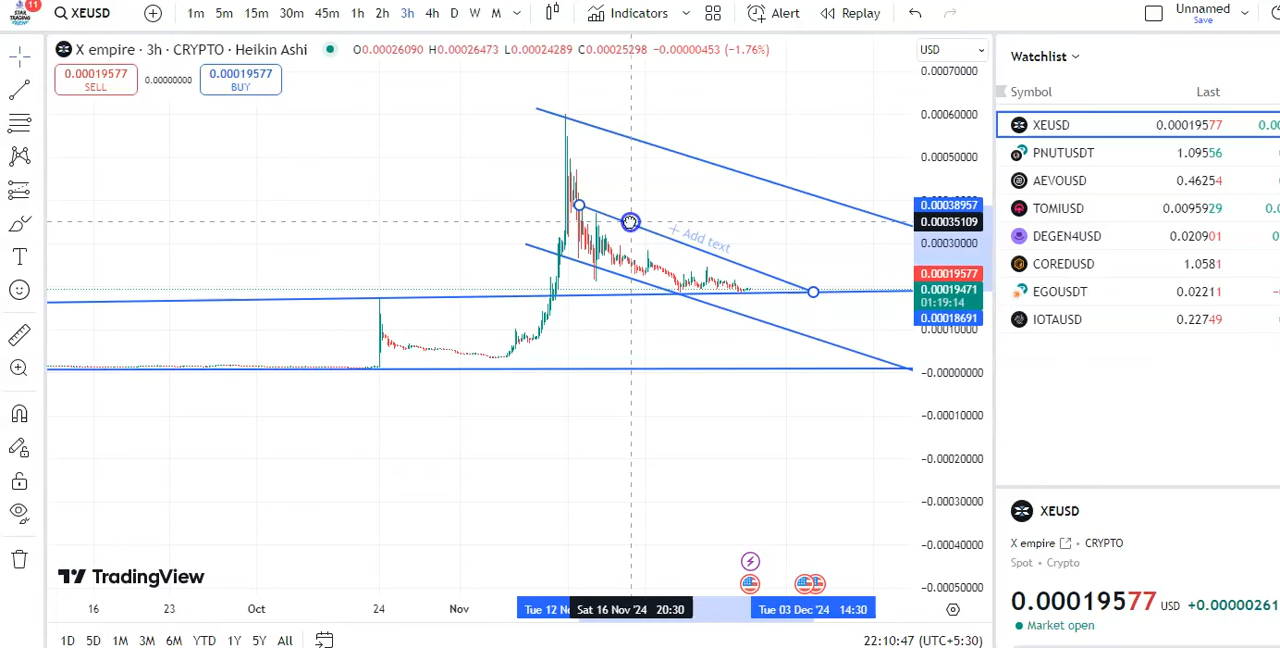 11
XEUSD
1m 5m 15m 30m 45m 1h 2h 3h 4h D W M
Indicators
Alert
Replay
Unnamed
Save
X empire · 3h · CRYPTO · Heikin Ashi
O0.00026090 H0.00026473 L0.00024289 C0.00025298 −0.00000453 (−1.76%)
0.00019577
SELL
0.00000000
0.00019577
BUY
USD
0.00070000
0.00060000
0.00050000
0.00038957
0.00035109
0.00030000
0.00019577
0.00019471
01:19:14
0.00018691
0.00010000
−0.00000000
−0.00010000
−0.00020000
−0.00030000
−0.00040000
−0.00050000
+ Add text
TradingView
16 23 Oct 24 Nov
Tue 12 N
Sat 16 Nov '24 20:30
Tue 03 Dec '24 14:30
1D 5D 1M 3M 6M YTD 1Y 5Y All
22:10:47 (UTC+5:30)
Watchlist
Symbol Last
XEUSD 0.00019577 0.00
PNUTUSDT 1.09556
AEVOUSD 0.46254
TOMIUSD 0.0095929 0
DEGEN4USD 0.020901
COREDUSD 1.0581
EGOUSDT 0.02211
IOTAUSD 0.22749
XEUSD
X empire · CRYPTO
Spot · Crypto
0.00019577 USD +0.00000261
Market open